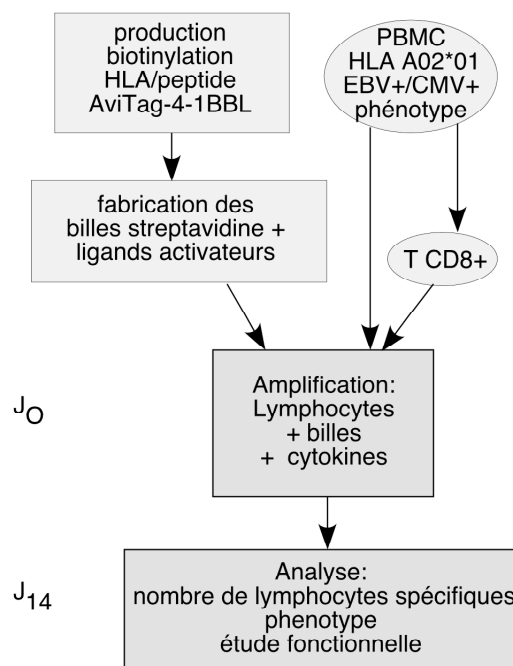 production
biotinylation
HLA/peptide
AviTag-4-1BBL
PBMC
HLA A02*01
EBV+/CMV+
phénotype
fabrication des
billes streptavidine +
ligands activateurs
T CD8+
JO
Amplification:
Lymphocytes
+ billes
+ cytokines
J14
Analyse:
nombre de lymphocytes spécifiques
phenotype
étude fonctionnelle